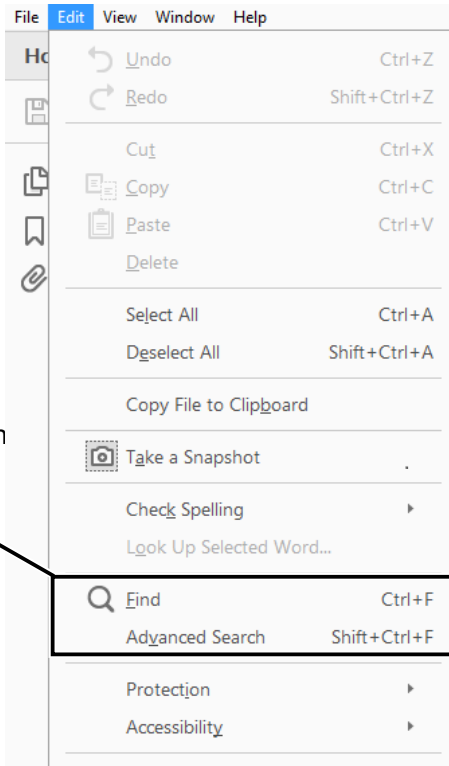 File Edit View Window Help
Ho
Undo Ctrl+Z
Redo Shift+Ctrl+Z
Cut Ctrl+X
Copy Ctrl+C
Paste Ctrl+V
Delete
Select All Ctrl+A
Deselect All Shift+Ctrl+A
Copy File to Clipboard
Take a Snapshot
Check Spelling
Look Up Selected Word...
Find Ctrl+F
Advanced Search Shift+Ctrl+F
Protection
Accessibility